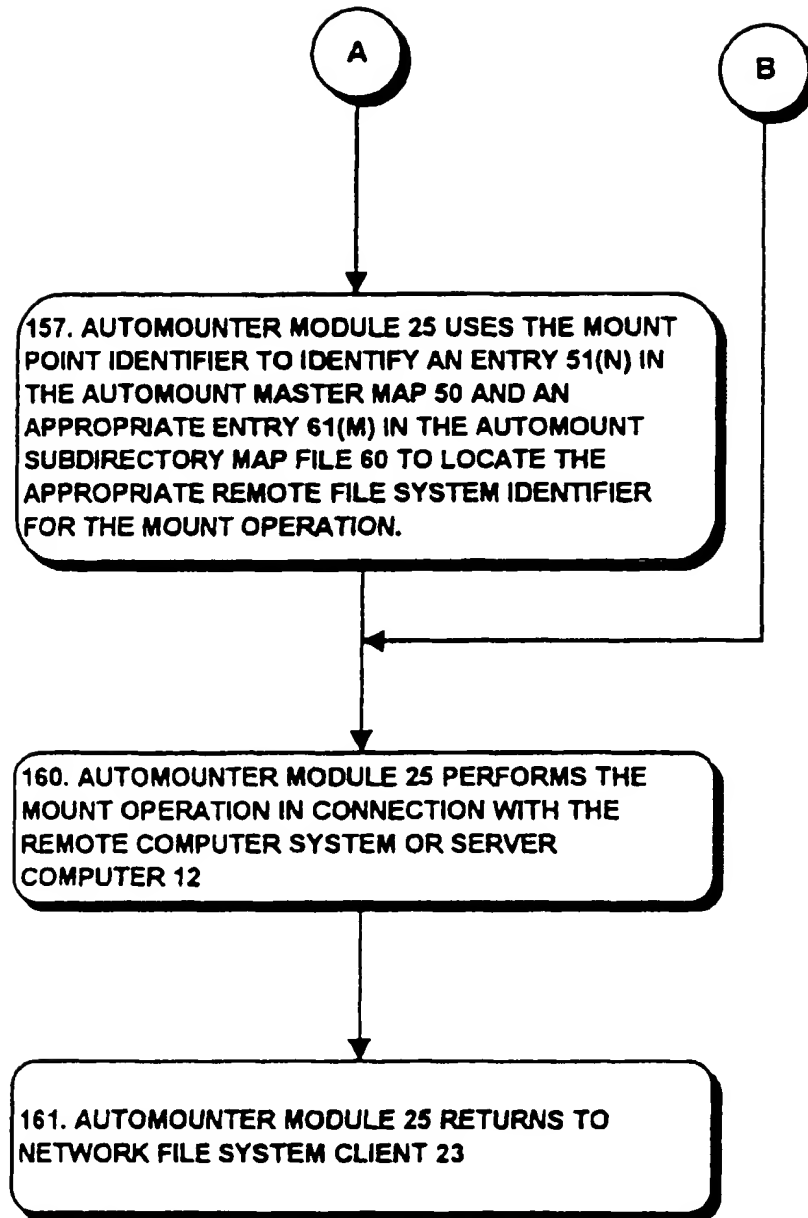 A
B
157. AUTOMOUNTER MODULE 25 USES THE MOUNT
POINT IDENTIFIER TO IDENTIFY AN ENTRY 51(N) IN
THE AUTOMOUNT MASTER MAP 50 AND AN
APPROPRIATE ENTRY 61(M) IN THE AUTOMOUNT
SUBDIRECTORY MAP FILE 60 TO LOCATE THE
APPROPRIATE REMOTE FILE SYSTEM IDENTIFIER
FOR THE MOUNT OPERATION.
160. AUTOMOUNTER MODULE 25 PERFORMS THE
MOUNT OPERATION IN CONNECTION WITH THE
REMOTE COMPUTER SYSTEM OR SERVER
COMPUTER 12
161. AUTOMOUNTER MODULE 25 RETURNS TO
NETWORK FILE SYSTEM CLIENT 23